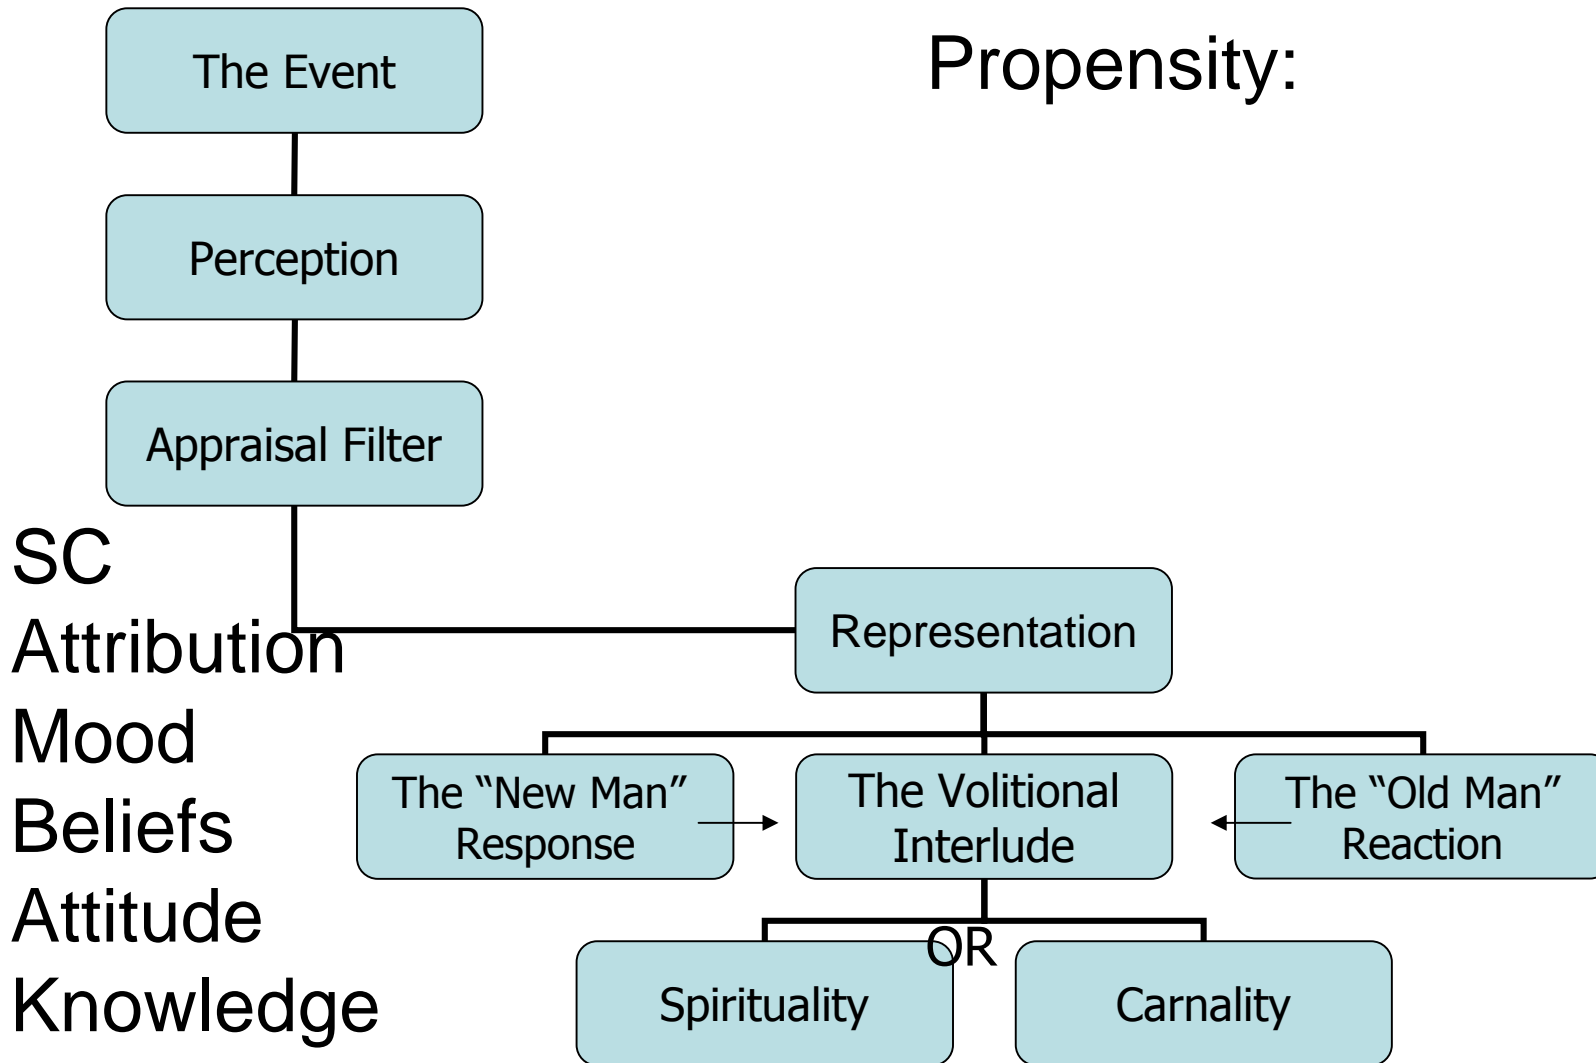 Propensity:
The Event
Perception
Appraisal Filter
SC
Attribution
Mood
Beliefs
Attitude
Knowledge
Representation
The “New Man”
Response
The Volitional
Interlude
The “Old Man”
Reaction
OR
Spirituality
Carnality